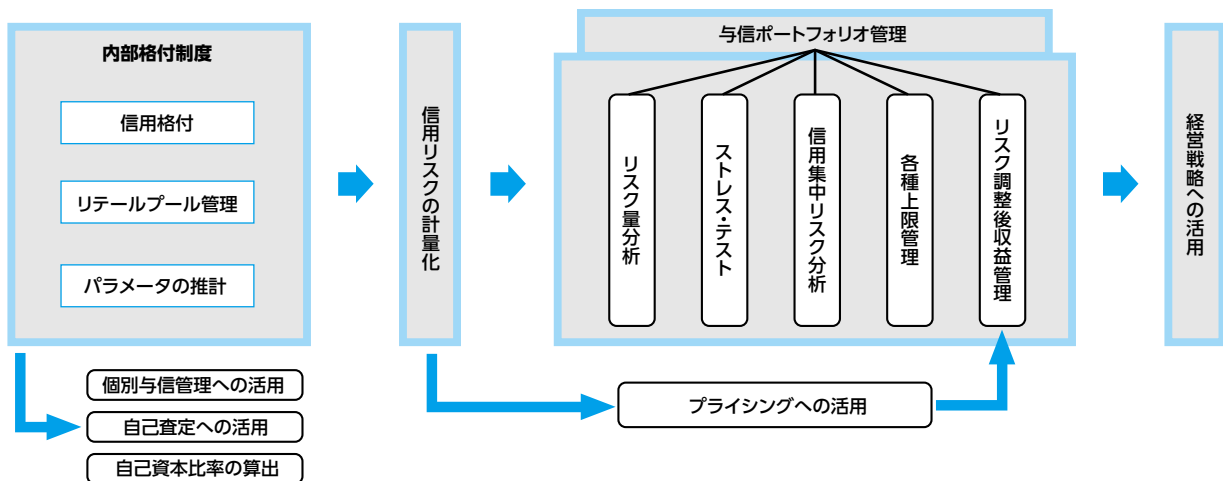 内部格付制度
信用格付
リテールプール管理
パラメータの推計
個別与信管理への活用
自己査定への活用
自己資本比率の算出
信用リスクの計量化
与信ポートフォリオ管理
リスク量分析
ストレス・テスト
信用集中リスク分析
各種上限管理
リスク調整後収益管理
プライシングへの活用
経営戦略への活用